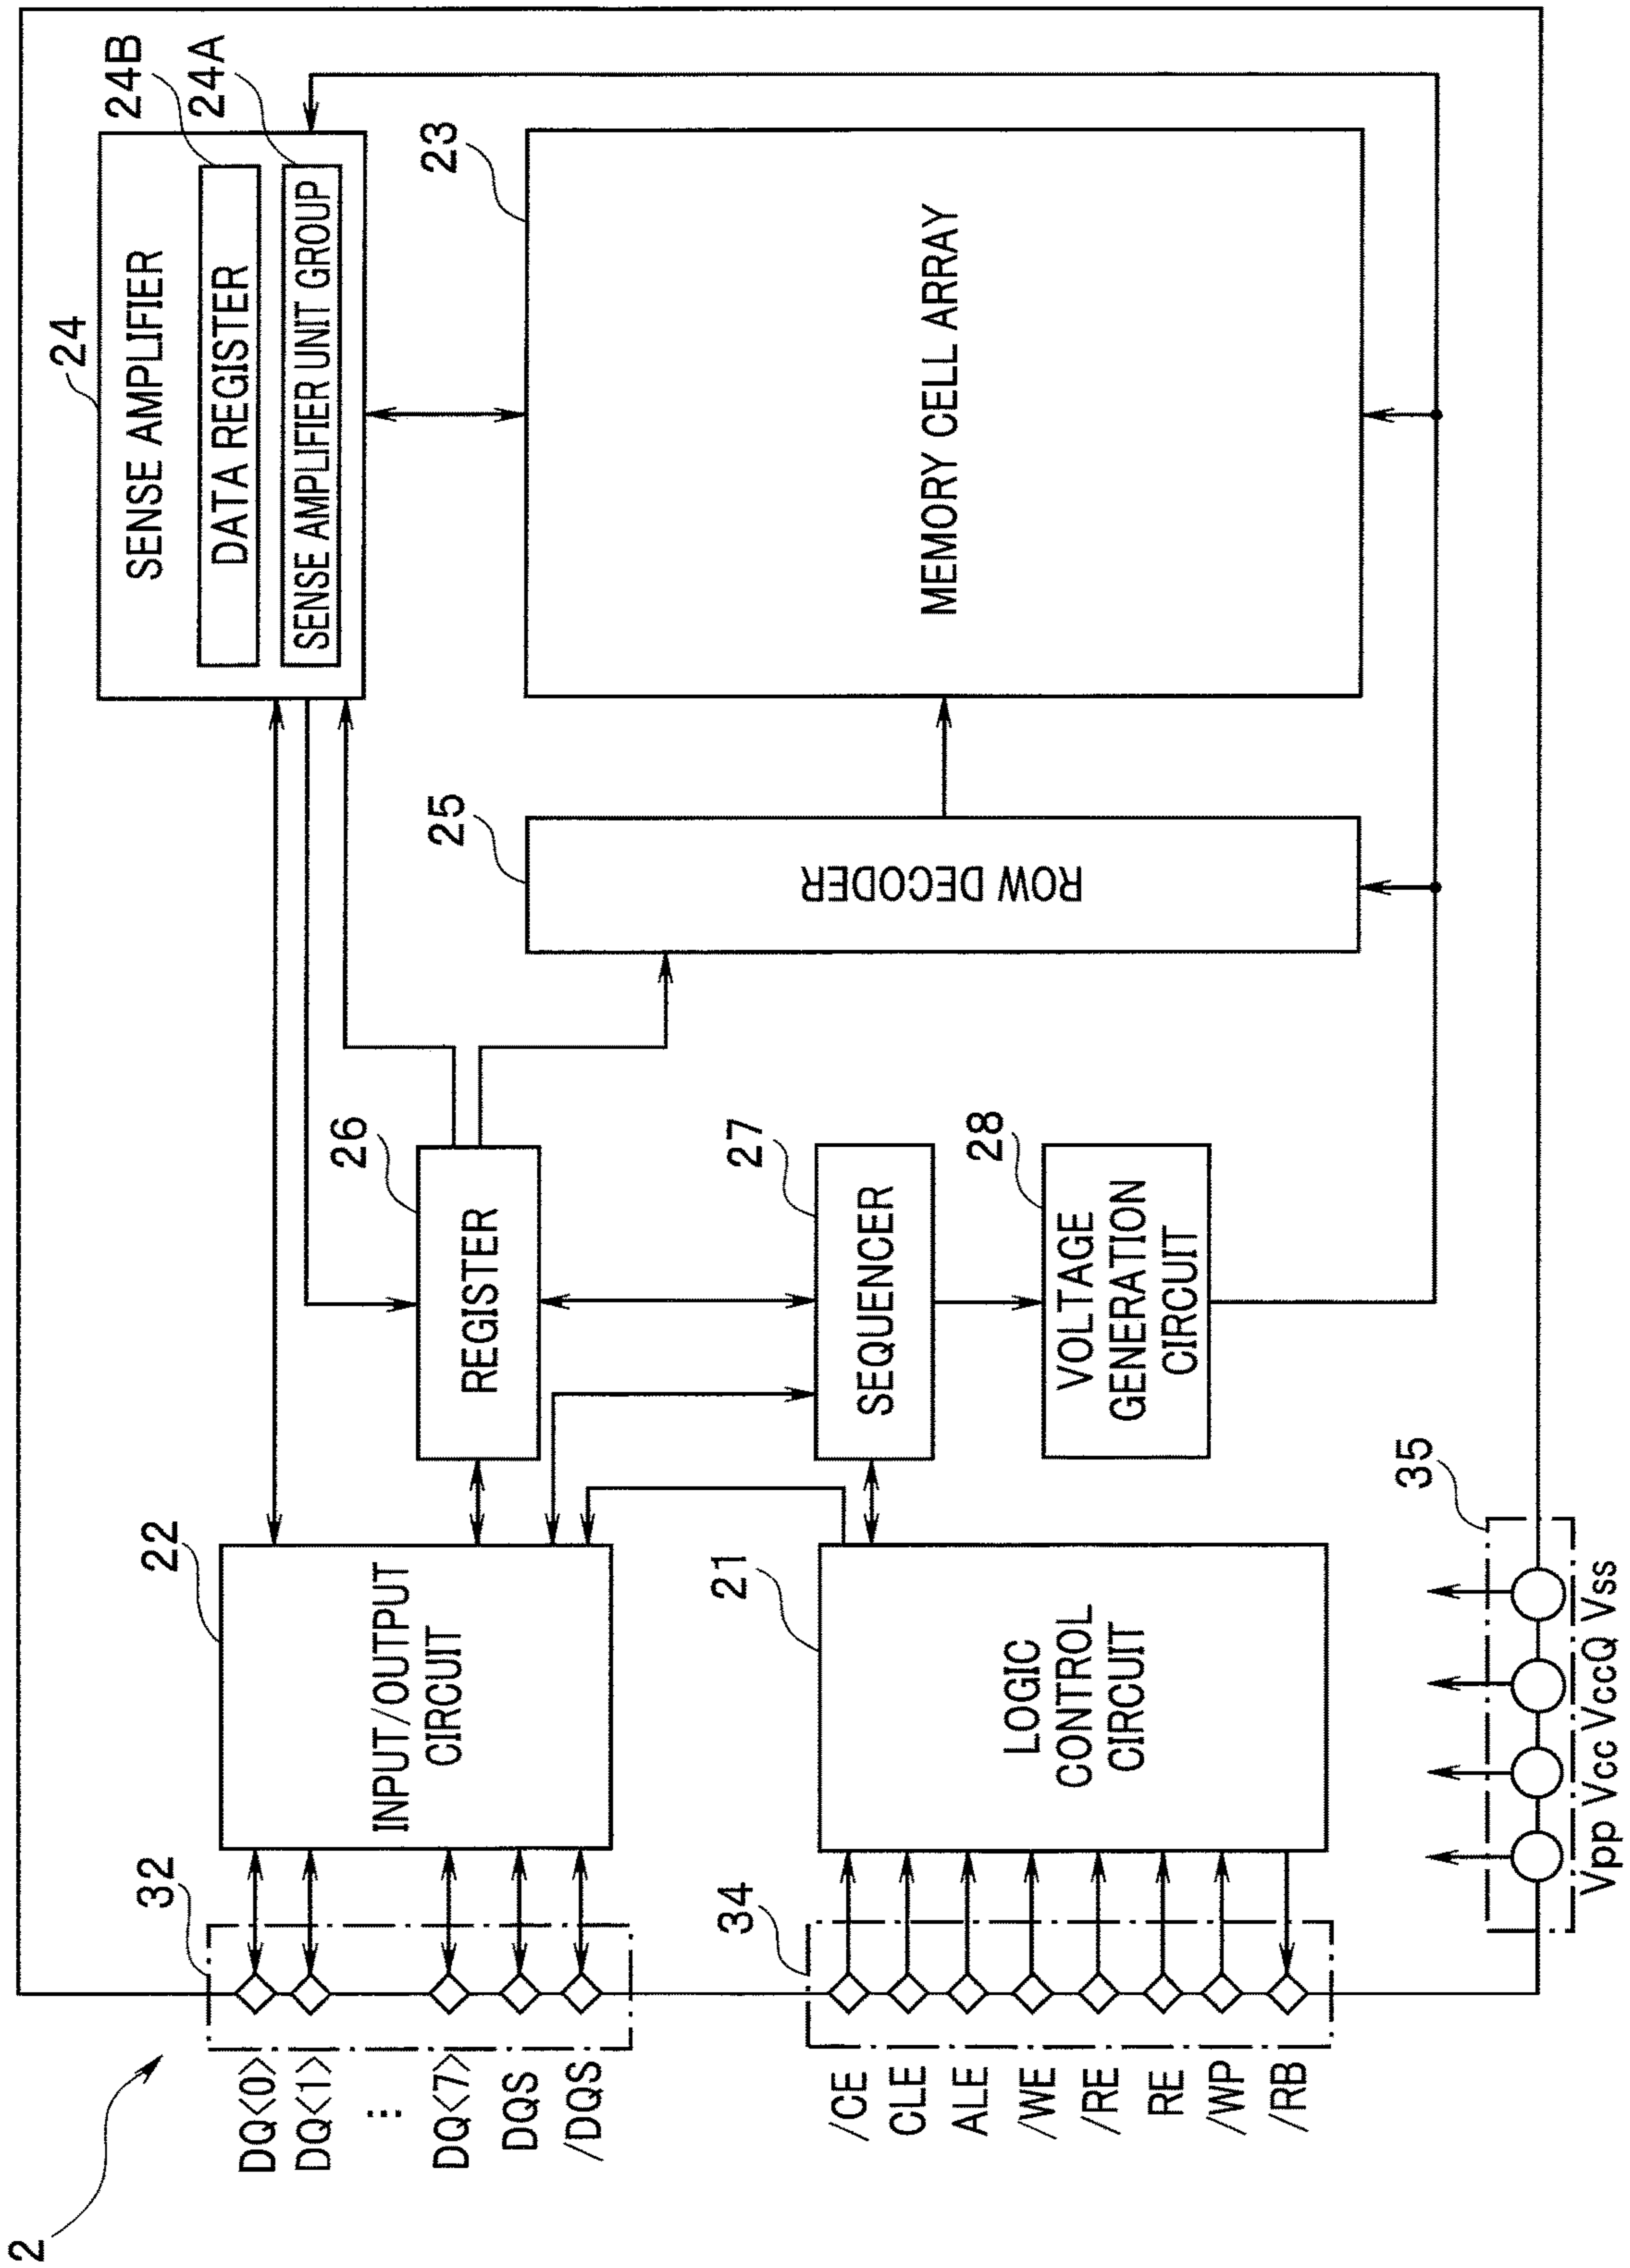 2
32
DQ<0>
DQ<1>
⋮
DQ<7>
DQS
/DQS
34
/CE
CLE
ALE
/WE
/RE
RE
/WP
/RB
22
INPUT/OUTPUT
CIRCUIT
21
LOGIC
CONTROL
CIRCUIT
26
REGISTER
27
SEQUENCER
28
VOLTAGE
GENERATION
CIRCUIT
24
SENSE AMPLIFIER
24B
DATA REGISTER
24A
SENSE AMPLIFIER UNIT GROUP
25
ROW DECODER
23
MEMORY CELL ARRAY
35
Vpp Vcc VccQ Vss